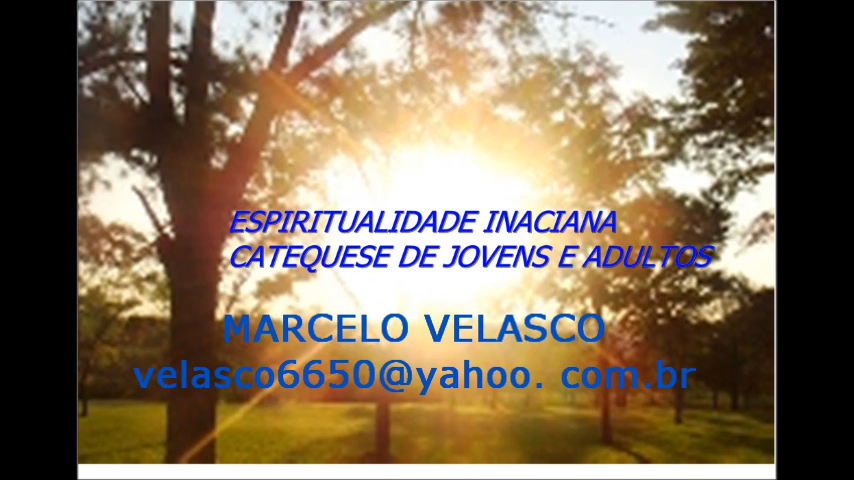 ESPIRITUALIDADE INACIANA
CATEQUESE DE JOVENS E ADULTOS
MARCELO VELASCO
velasco6650@yahoo. com.br